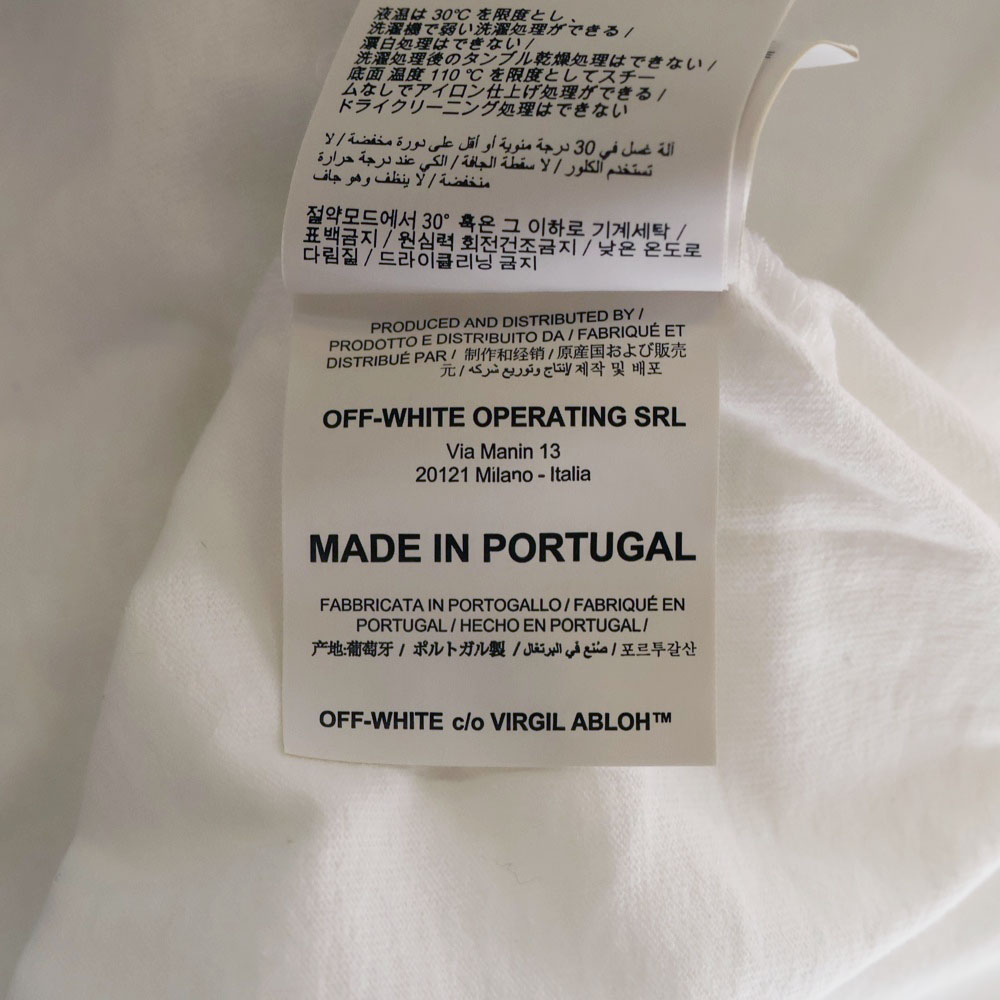 液温は 30℃ を限度とし、
洗濯機で弱い洗濯処理ができる /
漂白処理はできない /
洗濯処理後のタンブル乾燥処理はできない /
底面 温度 110 ℃ を限度としてスチー
ムなしでアイロン仕上げ処理ができる /
ドライクリーニング処理はできない
ألة غسل في 30 درجة منوية أو أقل على دورة مخفضة / لا
تستخدم الكلور / لا سقطة الجافة / الكي عند درجة حرارة
منخفضة / لا ينظف وهو جاف
절약모드에서 30° 혹은 그 이하로 기계세탁 /
표백금지 / 원심력 회전건조금지 / 낮은 온도로
다림질 / 드라이클리닝 금지
PRODUCED AND DISTRIBUTED BY /
PRODOTTO E DISTRIBUITO DA / FABRIQUÉ ET
DISTRIBUÉ PAR / 制作和经销 / 原産国および販売
元 / إنتاج وتوزيع شركه / 제작 및 배포
OFF-WHITE OPERATING SRL
Via Manin 13
20121 Milano - Italia
MADE IN PORTUGAL
FABBRICATA IN PORTOGALLO / FABRIQUÉ EN
PORTUGAL / HECHO EN PORTUGAL /
产地:葡萄牙 / ポルトガル製 / صُنع في البرتغال / 포르투갈산
OFF-WHITE c/o VIRGIL ABLOH™